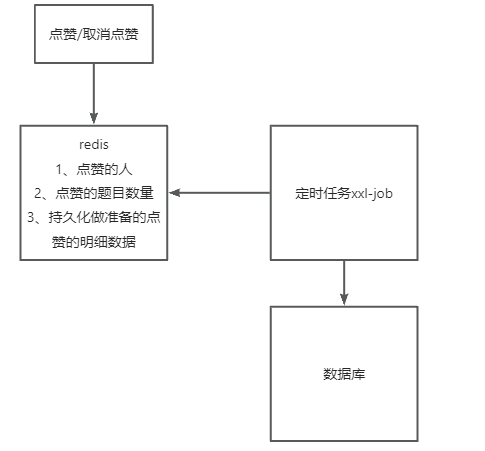 点赞/取消点赞
redis
1、点赞的人
2、点赞的题目数量
3、持久化做准备的点
赞的明细数据
定时任务xxl-job
数据库